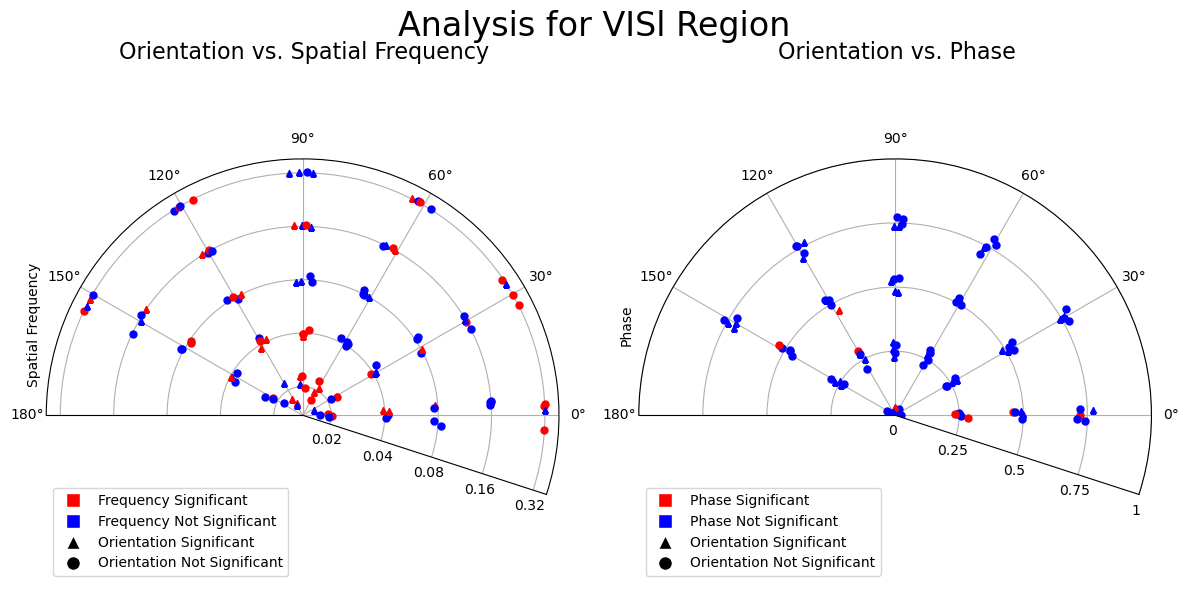 Analysis for VISl Region
Orientation vs. Spatial Frequency
90°
120°
60°
150°
30°
180°
0°
Spatial Frequency
0.02
0.04
0.08
0.16
0.32
Frequency Significant
Frequency Not Significant
Orientation Significant
Orientation Not Significant
Orientation vs. Phase
90°
120°
60°
150°
30°
180°
0°
Phase
0
0.25
0.5
0.75
1
Phase Significant
Phase Not Significant
Orientation Significant
Orientation Not Significant